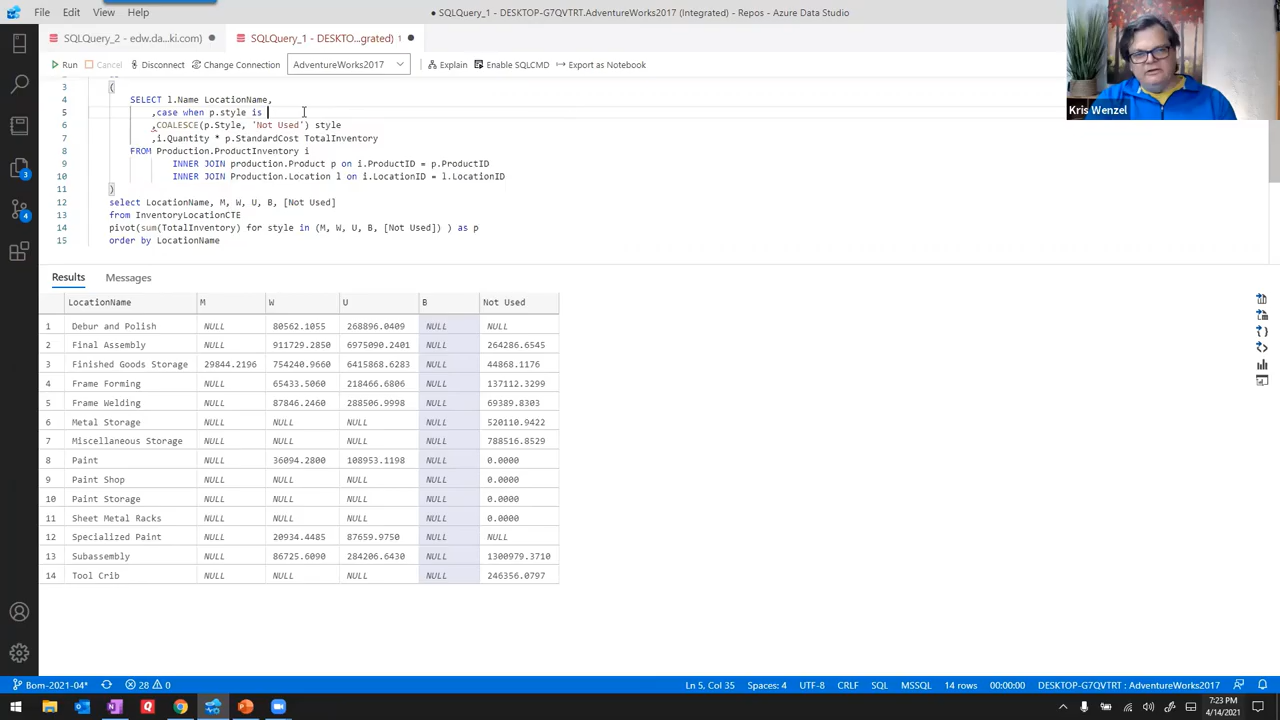 File Edit View Help
● SQLQuery_1 - DESKTOP-G7QVTRT.AdventureWorks2017 (Integrated) - Repos - Azure Data Studio
SQLQuery_2 - edw.da...ki.com) ●
SQLQuery_1 - DESKTO...grated) 1 ●
Run Cancel Disconnect Change Connection AdventureWorks2017 Explain Enable SQLCMD Export as Notebook
Kris Wenzel
3 (
4 SELECT l.Name LocationName,
5 ,case when p.style is
6 ,COALESCE(p.Style, 'Not Used') style
7 ,i.Quantity * p.StandardCost TotalInventory
8 FROM Production.ProductInventory i
9 INNER JOIN production.Product p on i.ProductID = p.ProductID
10 INNER JOIN Production.Location l on i.LocationID = l.LocationID
11 )
12 select LocationName, M, W, U, B, [Not Used]
13 from InventoryLocationCTE
14 pivot(sum(TotalInventory) for style in (M, W, U, B, [Not Used]) ) as p
15 order by LocationName
Results Messages
LocationName M W U B Not Used
1 Debur and Polish NULL 80562.1055 268896.0409 NULL NULL
2 Final Assembly NULL 911729.2850 6975090.2401 NULL 264286.6545
3 Finished Goods Storage 29844.2196 754240.9660 6415868.6283 NULL 44868.1176
4 Frame Forming NULL 65433.5060 218466.6806 NULL 137112.3299
5 Frame Welding NULL 87846.2460 288506.9998 NULL 69389.8303
6 Metal Storage NULL NULL NULL NULL 520110.9422
7 Miscellaneous Storage NULL NULL NULL NULL 788516.8529
8 Paint NULL 36094.2800 108953.1198 NULL 0.0000
9 Paint Shop NULL NULL NULL NULL 0.0000
10 Paint Storage NULL NULL NULL NULL 0.0000
11 Sheet Metal Racks NULL NULL NULL NULL 0.0000
12 Specialized Paint NULL 20934.4485 87659.9750 NULL NULL
13 Subassembly NULL 86725.6090 284206.6430 NULL 1300979.3710
14 Tool Crib NULL NULL NULL NULL 246356.0797
3
4
Bom-2021-04* 28 0 Ln 5, Col 35 Spaces: 4 UTF-8 CRLF SQL MSSQL 14 rows 00:00:00 DESKTOP-G7QVTRT : AdventureWorks2017
7:23 PM
4/14/2021